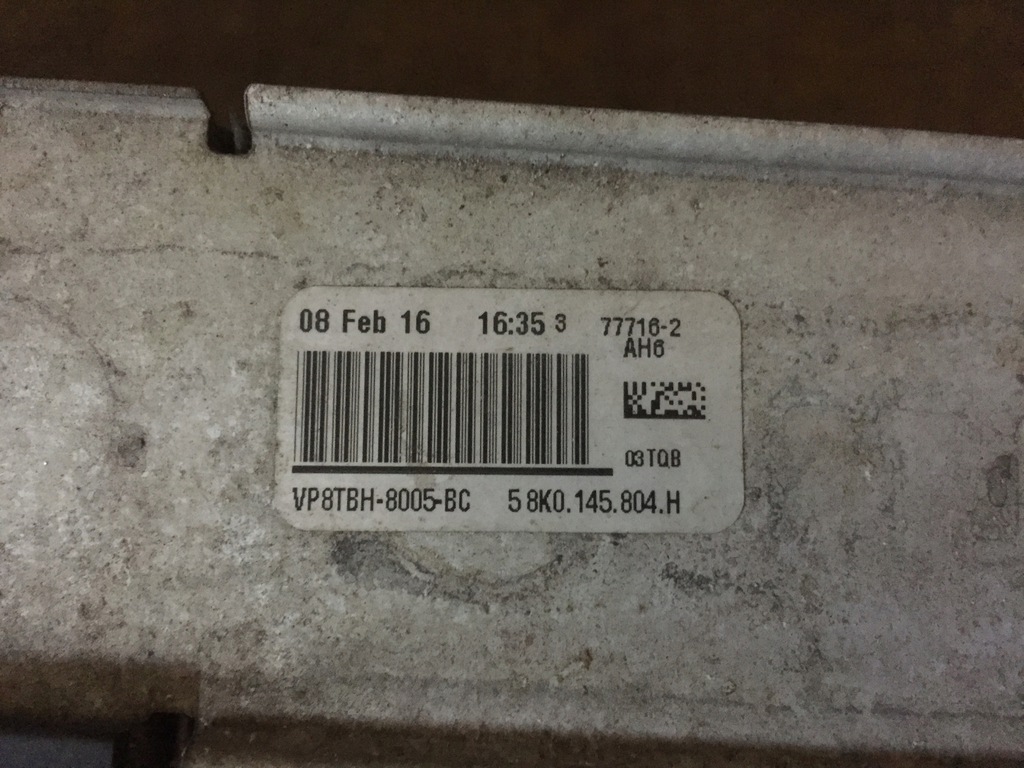 08 Feb 16 16:35 3 77716-2
AH6
03TQB
VP8TBH-8005-BC 5 8K0.145.804.H